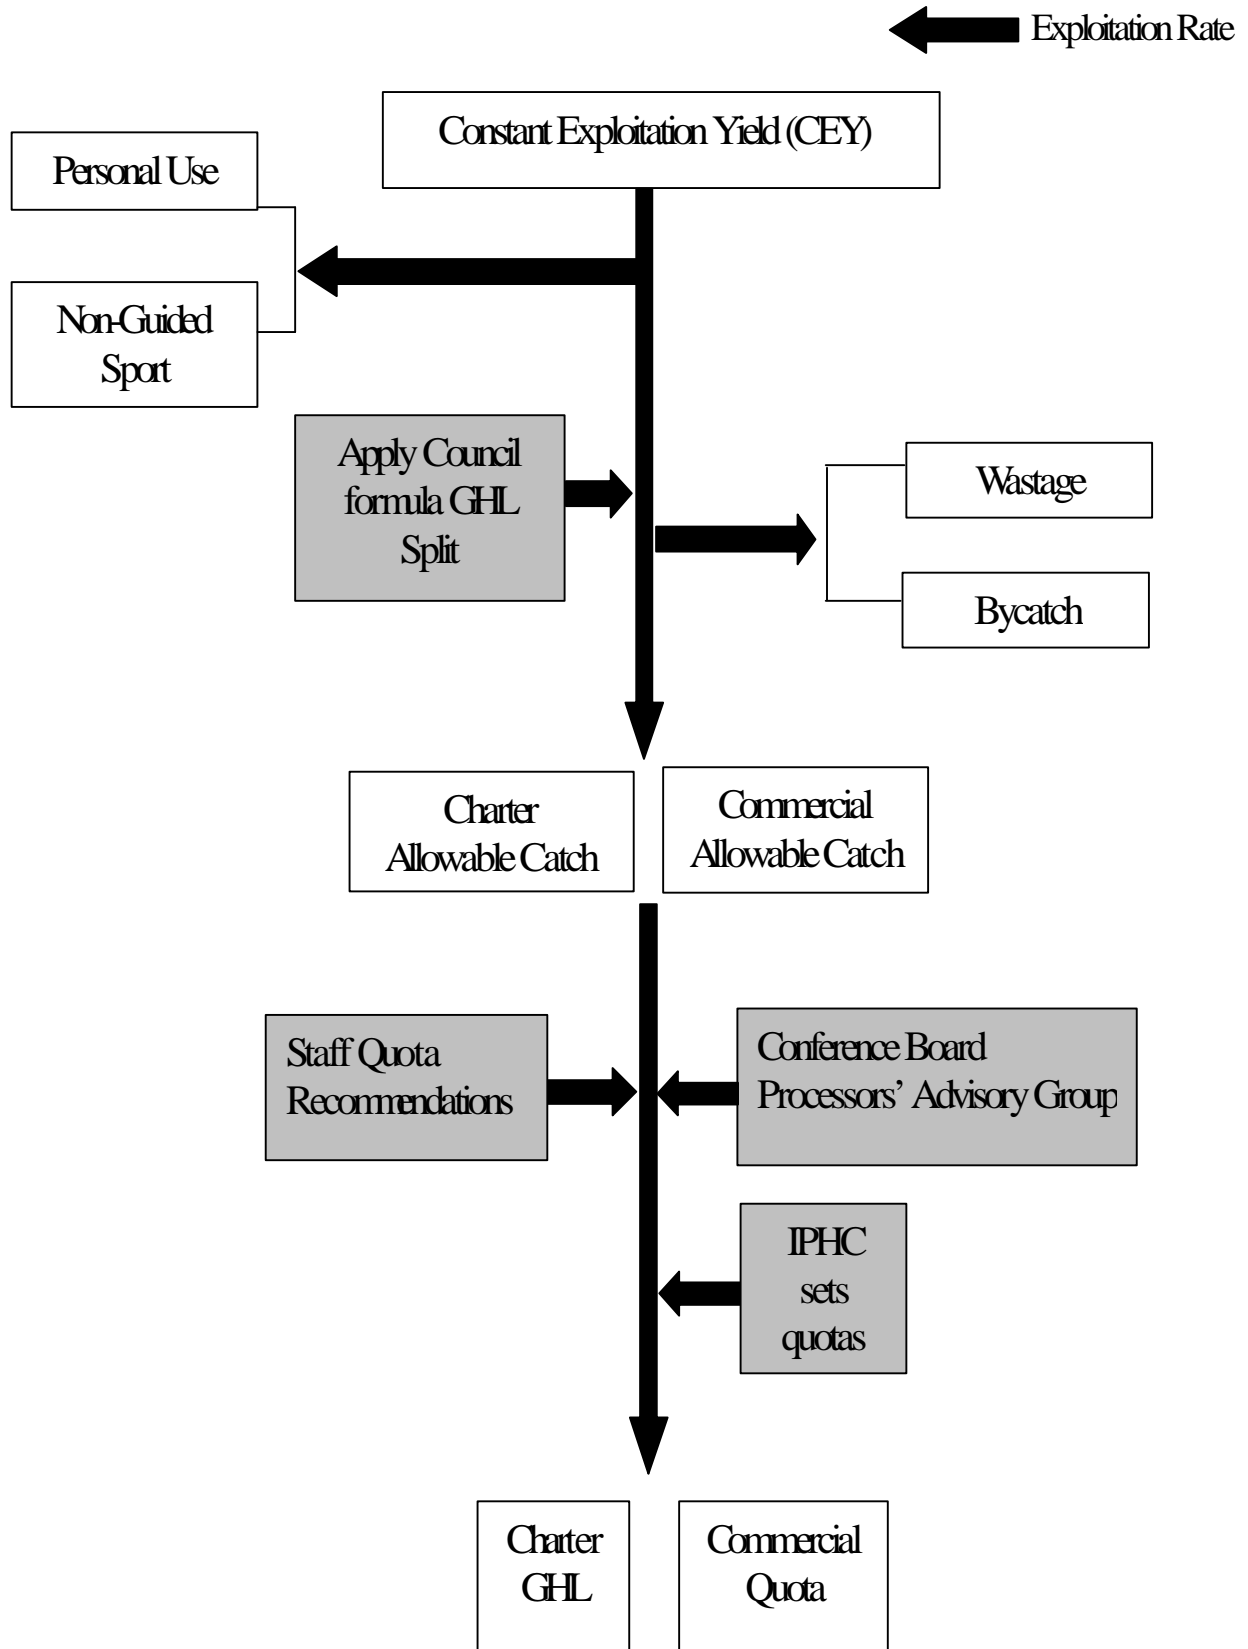 Exploitation Rate
Constant Exploitation Yield (CEY)
Personal Use
Non-Guided
Sport
Apply Council
formula GHL
Split
Wastage
Bycatch
Charter
Allowable Catch
Commercial
Allowable Catch
Staff Quota
Recommendations
Conference Board
Processors’ Advisory Group
IPHC
sets
quotas
Charter
GHL
Commercial
Quota